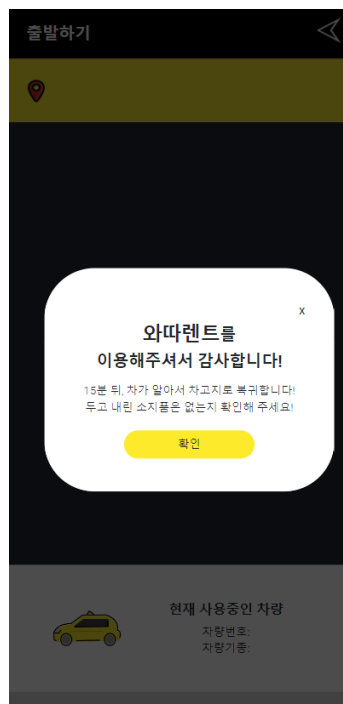 출발하기
x
와따렌트를
이용해주셔서 감사합니다!
15분 뒤, 차가 알아서 차고지로 복귀합니다!
두고 내린 소지품은 없는지 확인해 주세요!
확인
현재 사용중인 차량
차량번호:
차량기종: